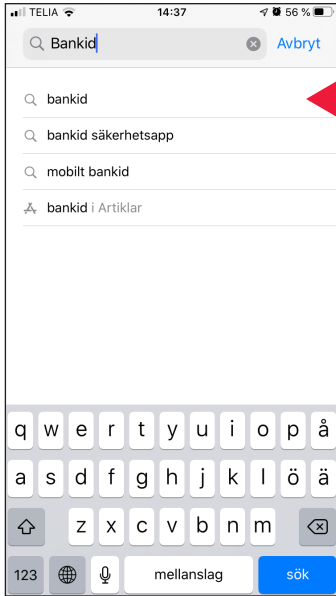 TELIA 14:37 56 %
Bankid Avbryt
bankid
bankid säkerhetsapp
mobilt bankid
bankid i Artiklar
q w e r t y u i o p å
a s d f g h j k l ö ä
z x c v b n m
123 mellanslag sök